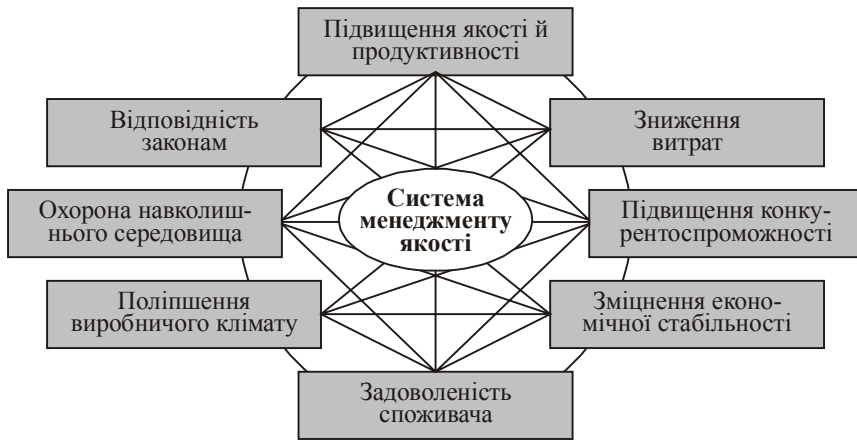 Підвищення якості й
продуктивності
Відповідність
законам
Зниження
витрат
Охорона навколиш-
нього середовища
Система
менеджменту
якості
Підвищення конку-
рентоспроможності
Поліпшення
виробничого клімату
Зміцнення еконо-
мічної стабільності
Задоволеність
споживача